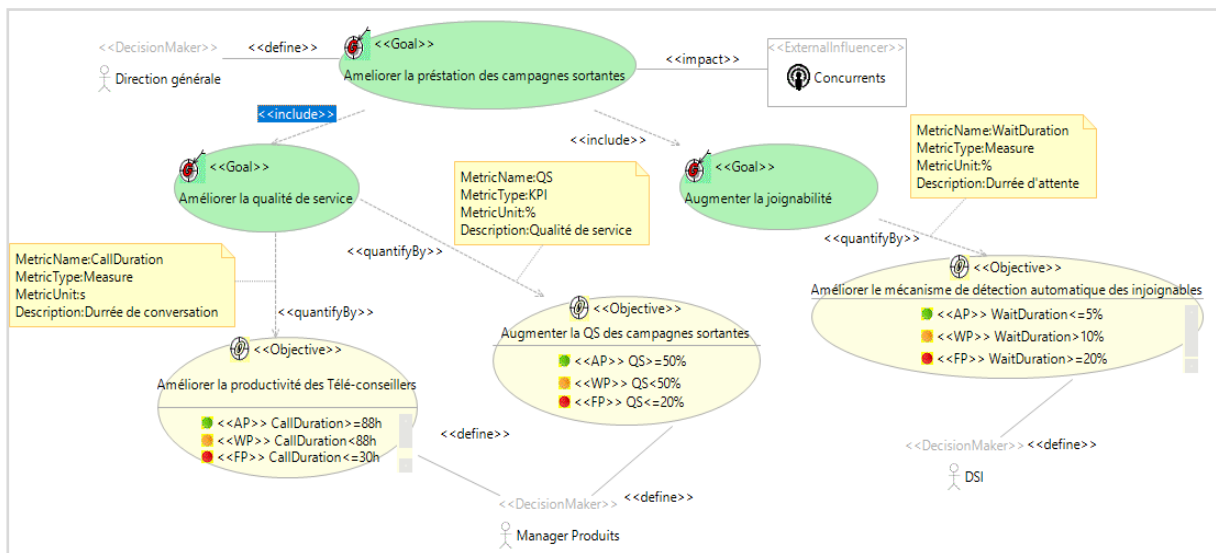 <<DecisionMaker>>
<<define>>
Direction générale
<<Goal>>
Améliorer la préstation des campagnes sortantes
<<impact>>
<<ExternalInfluencer>>
Concurrents
<<include>>
<<include>>
<<Goal>>
Améliorer la qualité de service
MetricName:QS
MetricType:KPI
MetricUnit:%
Description:Qualité de service
<<Goal>>
Augmenter la joignabilité
MetricName:WaitDuration
MetricType:Measure
MetricUnit:%
Description:Durrée d'attente
MetricName:CallDuration
MetricType:Measure
MetricUnit:s
Description:Durrée de conversation
<<quantifyBy>>
<<quantifyBy>>
<<quantifyBy>>
<<Objective>>
Améliorer la productivité des Télé-conseillers
<<AP>> CallDuration>=88h
<<WP>> CallDuration<88h
<<FP>> CallDuration<=30h
<<Objective>>
Augmenter la QS des campagnes sortantes
<<AP>> QS>=50%
<<WP>> QS<50%
<<FP>> QS<=20%
<<Objective>>
Améliorer le mécanisme de détection automatique des injoignables
<<AP>> WaitDuration<=5%
<<WP>> WaitDuration>10%
<<FP>> WaitDuration>=20%
<<define>>
<<DecisionMaker>>
<<define>>
Manager Produits
<<DecisionMaker>>
<<define>>
DSI